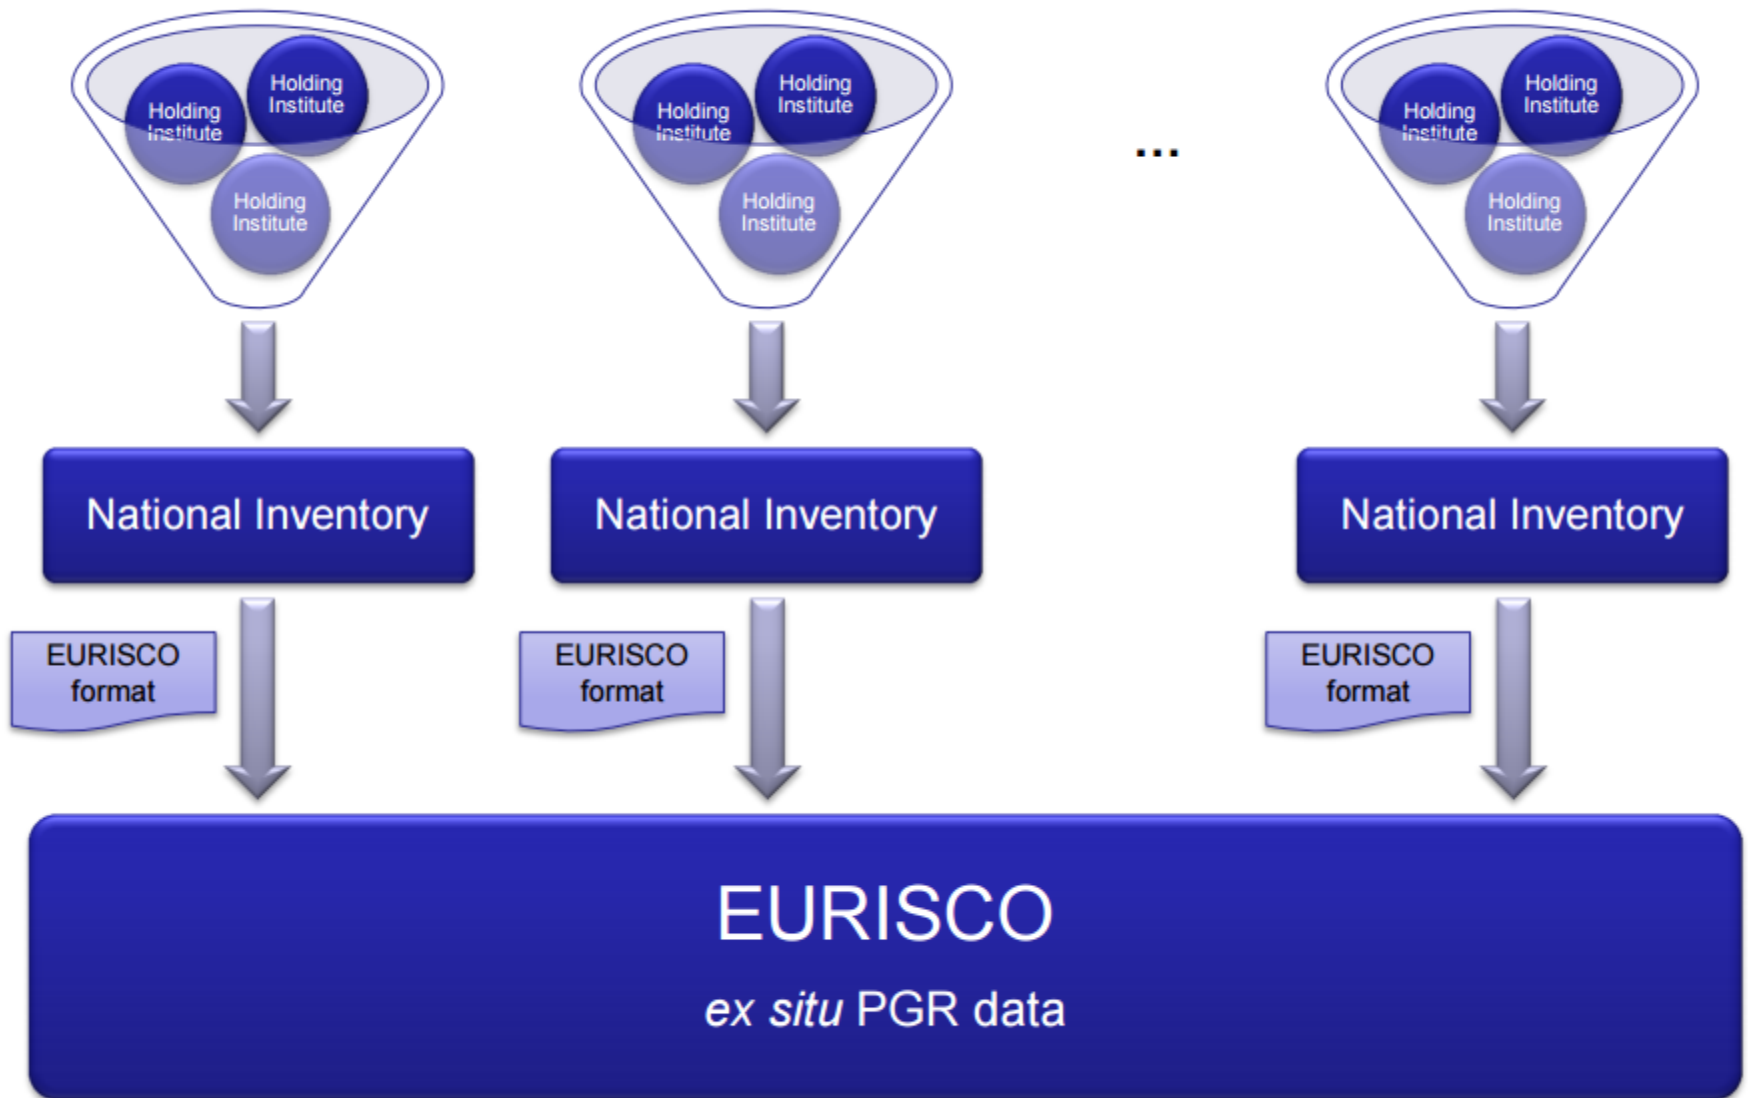 Holding
Institute
Holding
Institute
Holding
Institute
Holding
Institute
Holding
Institute
Holding
Institute
...
Holding
Institute
Holding
Institute
Holding
Institute
National Inventory
National Inventory
National Inventory
EURISCO
format
EURISCO
format
EURISCO
format
EURISCO
ex situ PGR data